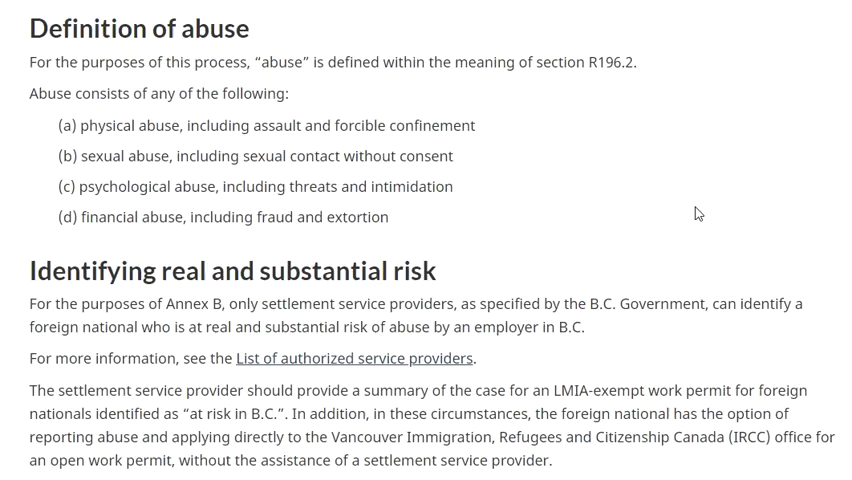 Definition of abuse
For the purposes of this process, “abuse” is defined within the meaning of section R196.2.
Abuse consists of any of the following:
(a) physical abuse, including assault and forcible confinement
(b) sexual abuse, including sexual contact without consent
(c) psychological abuse, including threats and intimidation
(d) financial abuse, including fraud and extortion
Identifying real and substantial risk
For the purposes of Annex B, only settlement service providers, as specified by the B.C. Government, can identify a
foreign national who is at real and substantial risk of abuse by an employer in B.C.
For more information, see the List of authorized service providers.
The settlement service provider should provide a summary of the case for an LMIA-exempt work permit for foreign
nationals identified as “at risk in B.C.”. In addition, in these circumstances, the foreign national has the option of
reporting abuse and applying directly to the Vancouver Immigration, Refugees and Citizenship Canada (IRCC) office for
an open work permit, without the assistance of a settlement service provider.